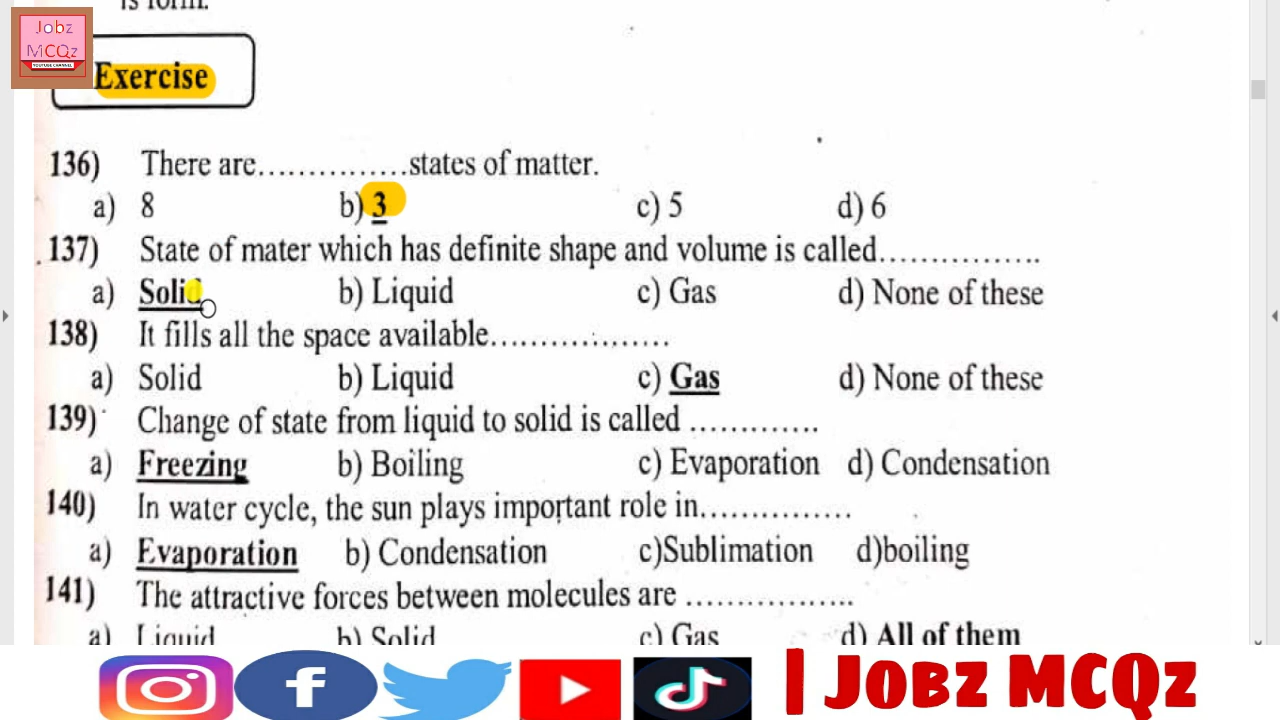 is form.
Jobz
MCQz
YOUTUBE CHANNEL
Exercise
136) There are...............states of matter.
a) 8 b) 3 c) 5 d) 6
137) State of mater which has definite shape and volume is called................
a) Solid b) Liquid c) Gas d) None of these
138) It fills all the space available..................
a) Solid b) Liquid c) Gas d) None of these
139) Change of state from liquid to solid is called .............
a) Freezing b) Boiling c) Evaporation d) Condensation
140) In water cycle, the sun plays important role in...............
a) Evaporation b) Condensation c)Sublimation d)boiling
141) The attractive forces between molecules are .................
a) Liquid b) Solid c) Gas d) All of them
| JOBZ MCQZ